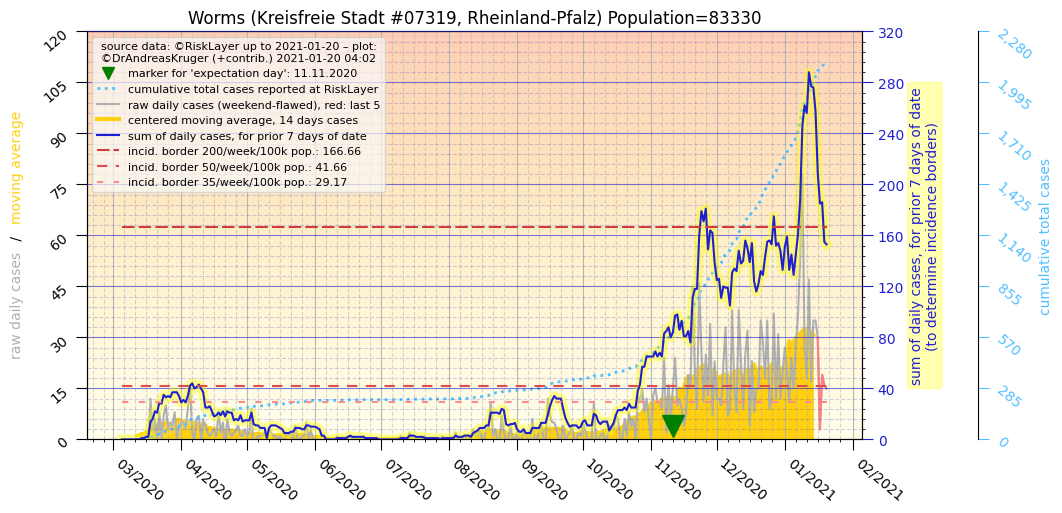 Worms (Kreisfreie Stadt #07319, Rheinland-Pfalz) Population=83330
source data: ©RiskLayer up to 2021-01-20 – plot:
©DrAndreasKruger (+contrib.) 2021-01-20 04:02
marker for 'expectation day': 11.11.2020
cumulative total cases reported at RiskLayer
raw daily cases (weekend-flawed), red: last 5
centered moving average, 14 days cases
sum of daily cases, for prior 7 days of date
incid. border 200/week/100k pop.: 166.66
incid. border 50/week/100k pop.: 41.66
incid. border 35/week/100k pop.: 29.17
raw daily cases / moving average
120
105
90
75
60
45
30
15
0
320
280
240
200
160
120
80
40
0
sum of daily cases, for prior 7 days of date
(to determine incidence borders)
2,280
1,995
1,710
1,425
1,140
855
570
285
0
cumulative total cases
03/2020
04/2020
05/2020
06/2020
07/2020
08/2020
09/2020
10/2020
11/2020
12/2020
01/2021
02/2021